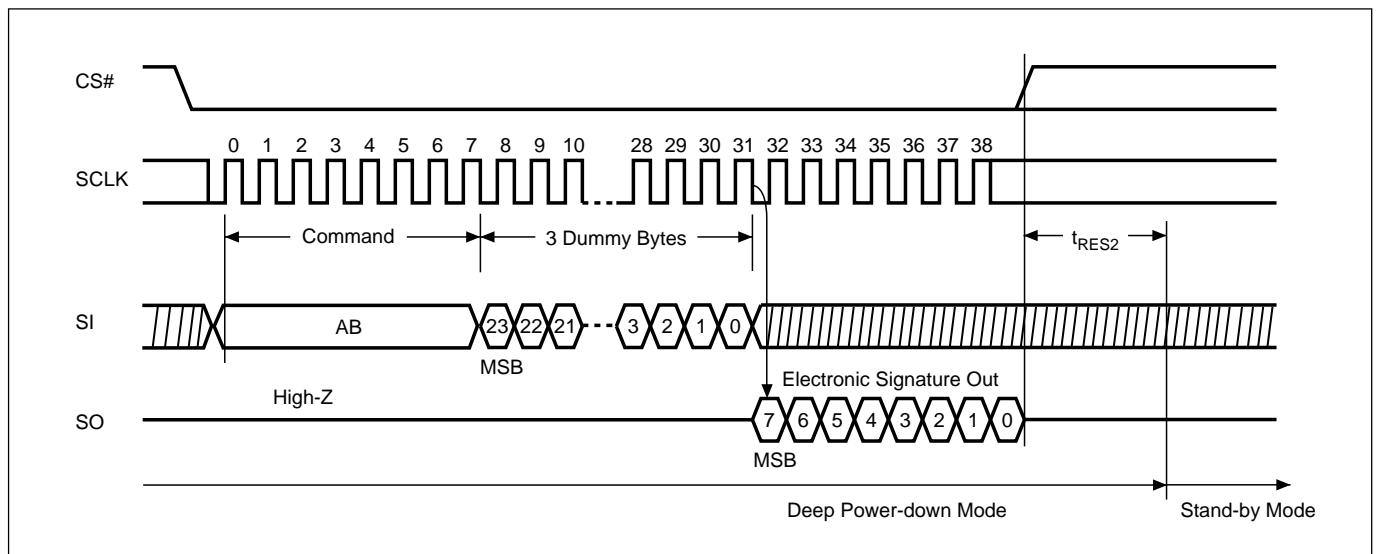 CS#
0 1 2 3 4 5 6 7 8 9 10 28 29 30 31 32 33 34 35 36 37 38
SCLK
Command
3 Dummy Bytes
tRES2
SI
AB
23 22 21 3 2 1 0
MSB
High-Z
Electronic Signature Out
SO
7 6 5 4 3 2 1 0
MSB
Deep Power-down Mode
Stand-by Mode